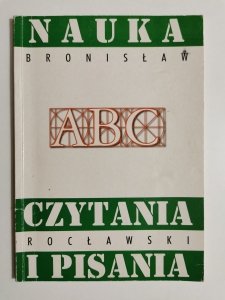 NAUKA
BRONISŁAW
ABC
CZYTANIA
ROCŁAWSKI
I PISANIA